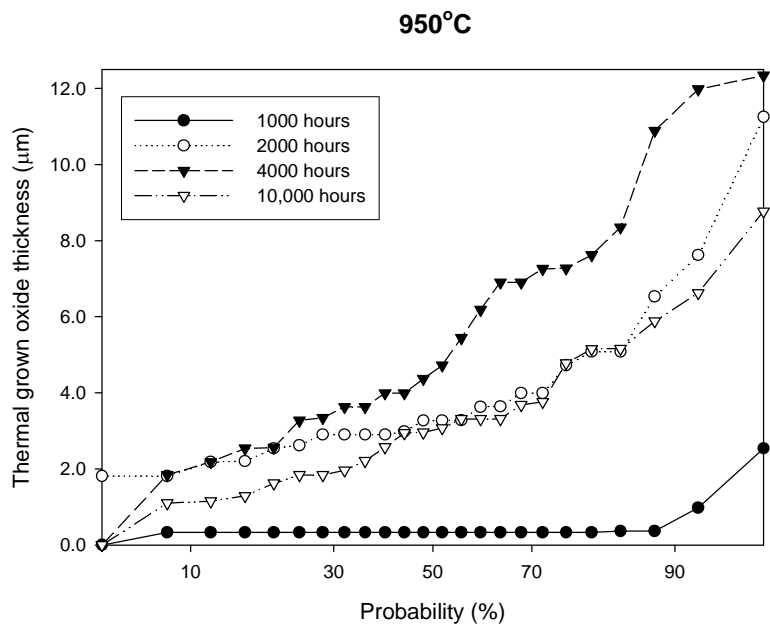 950°C
12.0
10.0
8.0
6.0
4.0
2.0
0.0
Thermal grown oxide thickness (μm)
1000 hours
2000 hours
4000 hours
10,000 hours
10 30 50 70 90
Probability (%)